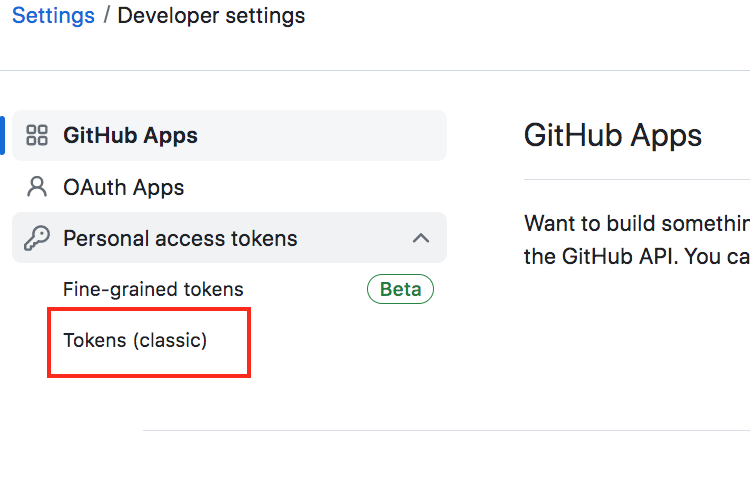 Settings / Developer settings
GitHub Apps
OAuth Apps
Personal access tokens
Fine-grained tokens Beta
Tokens (classic)
GitHub Apps
Want to build somethin
the GitHub API. You ca